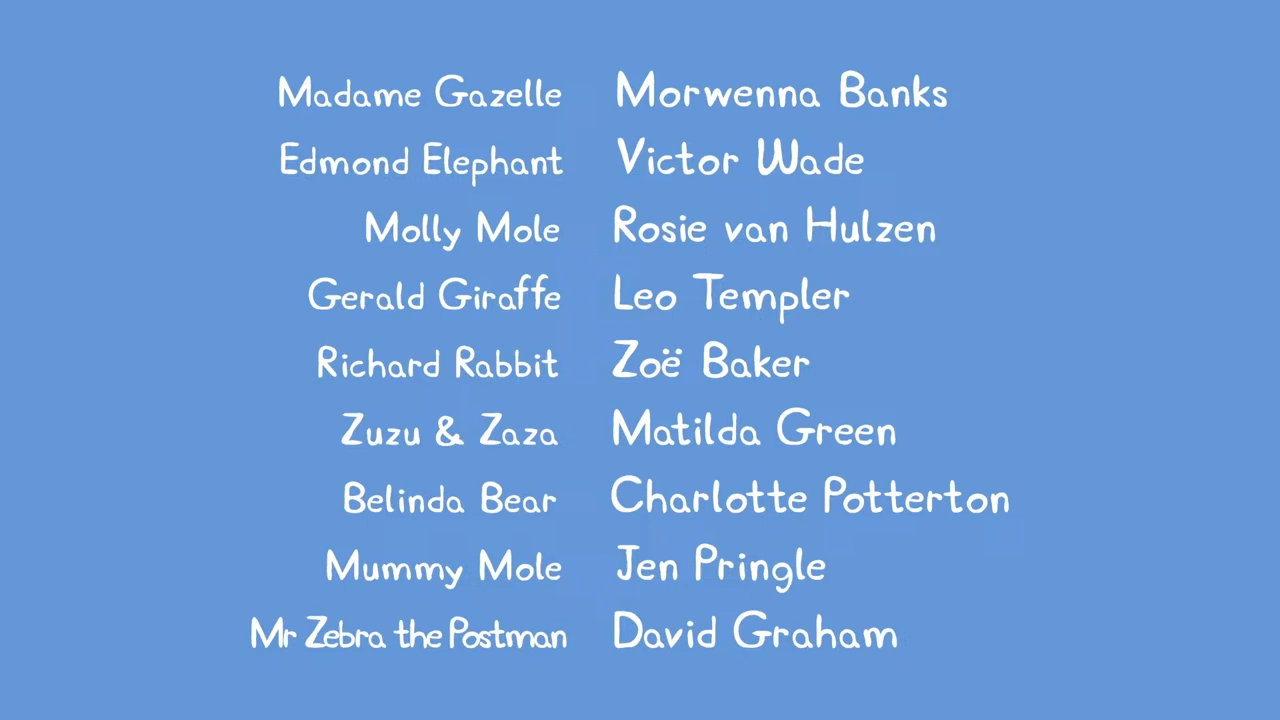 Madame Gazelle Morwenna Banks
Edmond Elephant Victor Wade
Molly Mole Rosie van Hulzen
Gerald Giraffe Leo Templer
Richard Rabbit Zoë Baker
Zuzu & Zaza Matilda Green
Belinda Bear Charlotte Potterton
Mummy Mole Jen Pringle
Mr Zebra the Postman David Graham